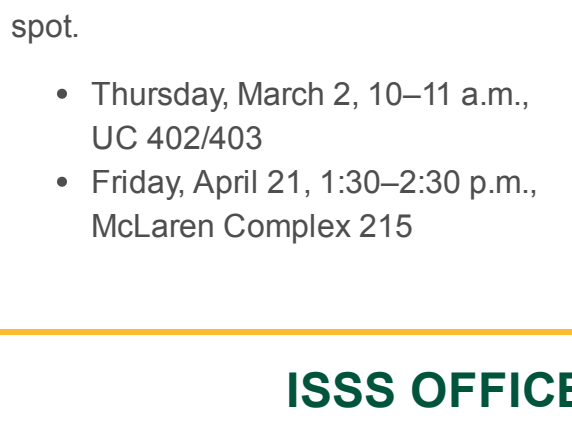 spot.
• Thursday, March 2, 10–11 a.m.,
UC 402/403
• Friday, April 21, 1:30–2:30 p.m.,
McLaren Complex 215
ISSS OFFICE